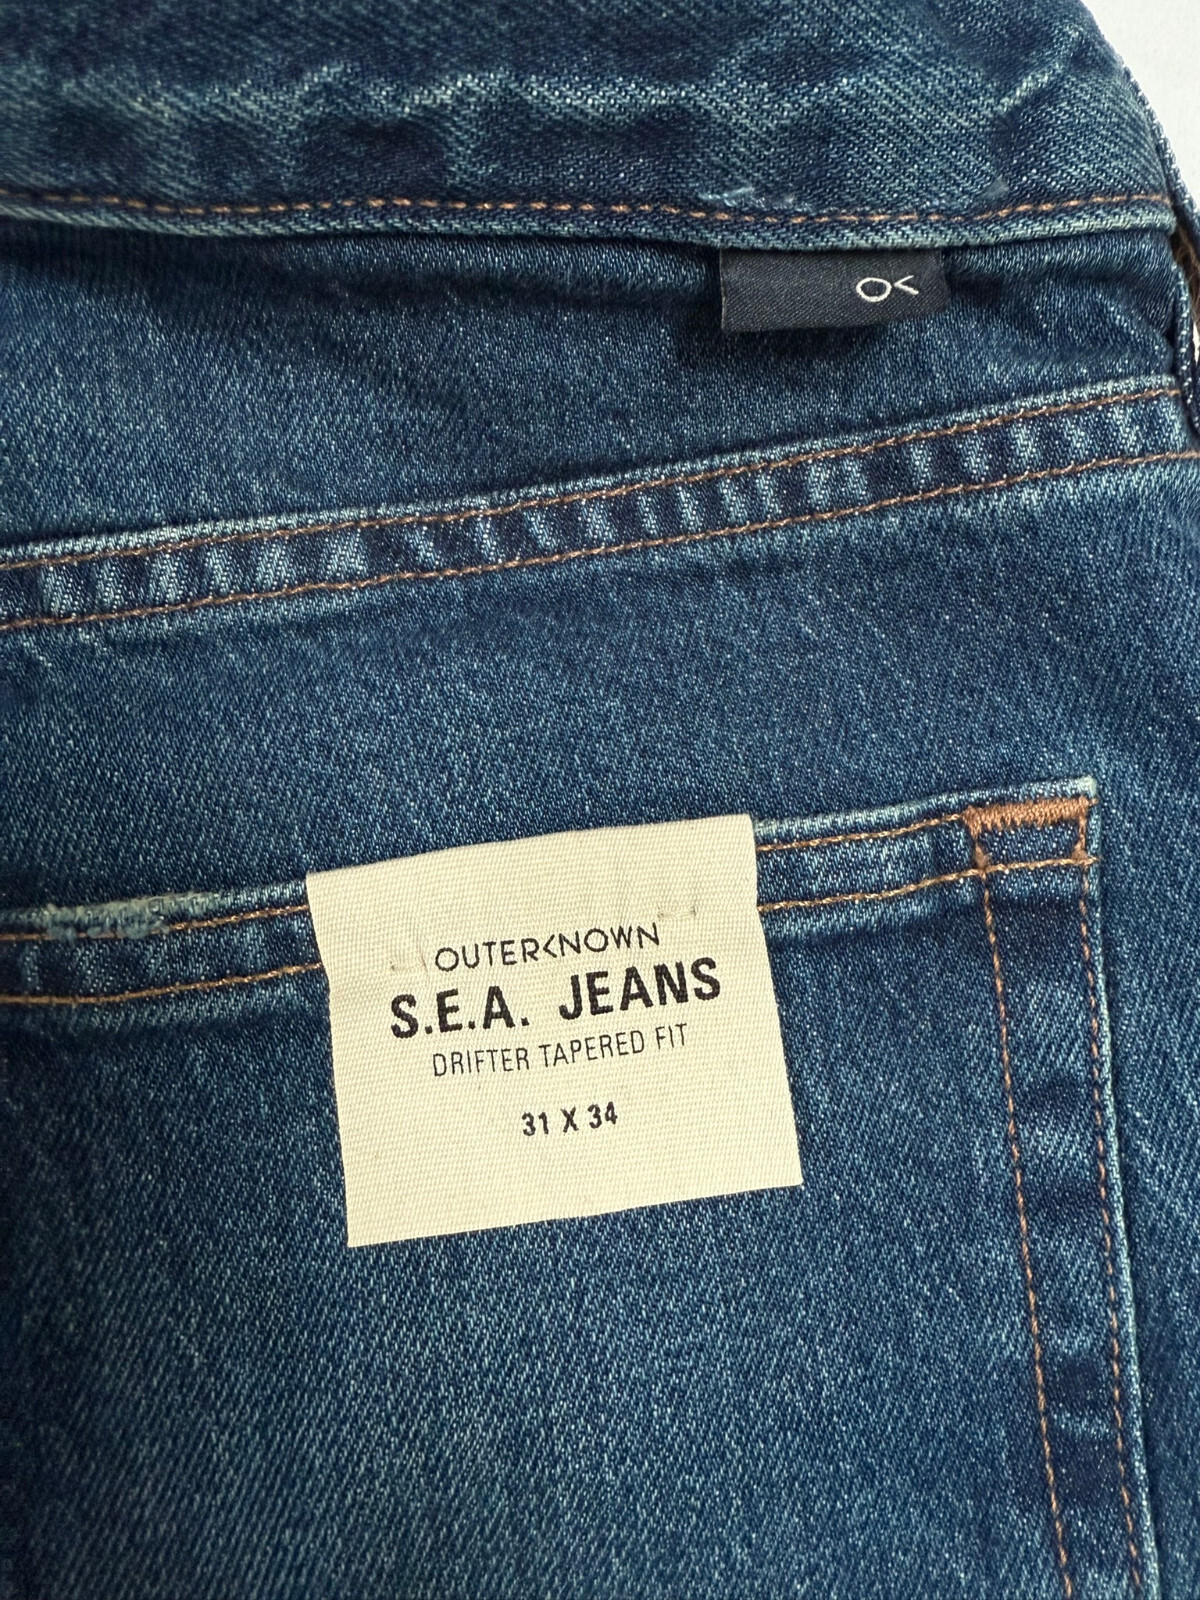 O<
OUTER<NOWN
S.E.A. JEANS
DRIFTER TAPERED FIT
31 X 34